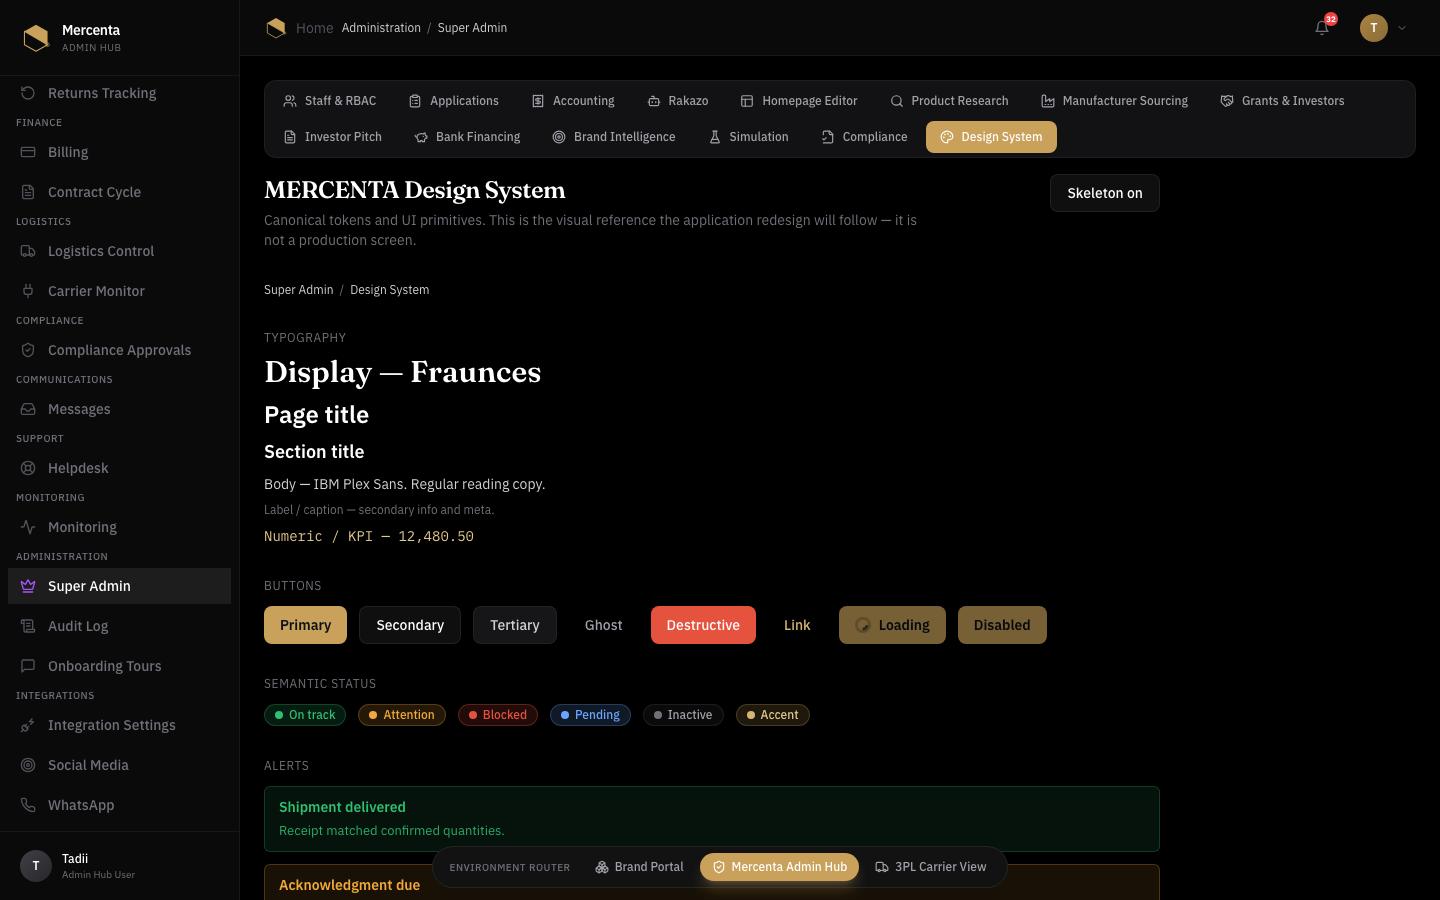 Mercenta
ADMIN HUB
Returns Tracking
FINANCE
Billing
Contract Cycle
LOGISTICS
Logistics Control
Carrier Monitor
COMPLIANCE
Compliance Approvals
COMMUNICATIONS
Messages
SUPPORT
Helpdesk
MONITORING
Monitoring
ADMINISTRATION
Super Admin
Audit Log
Onboarding Tours
INTEGRATIONS
Integration Settings
Social Media
WhatsApp
T
Tadii
Admin Hub User
Home Administration / Super Admin
32
T
Staff & RBAC Applications Accounting Rakazo Homepage Editor Product Research Manufacturer Sourcing Grants & Investors
Investor Pitch Bank Financing Brand Intelligence Simulation Compliance Design System
MERCENTA Design System
Skeleton on
Canonical tokens and UI primitives. This is the visual reference the application redesign will follow — it is
not a production screen.
Super Admin / Design System
TYPOGRAPHY
Display — Fraunces
Page title
Section title
Body — IBM Plex Sans. Regular reading copy.
Label / caption — secondary info and meta.
Numeric / KPI — 12,480.50
BUTTONS
Primary Secondary Tertiary Ghost Destructive Link Loading Disabled
SEMANTIC STATUS
On track Attention Blocked Pending Inactive Accent
ALERTS
Shipment delivered
Receipt matched confirmed quantities.
Acknowledgment due
ENVIRONMENT ROUTER Brand Portal Mercenta Admin Hub 3PL Carrier View